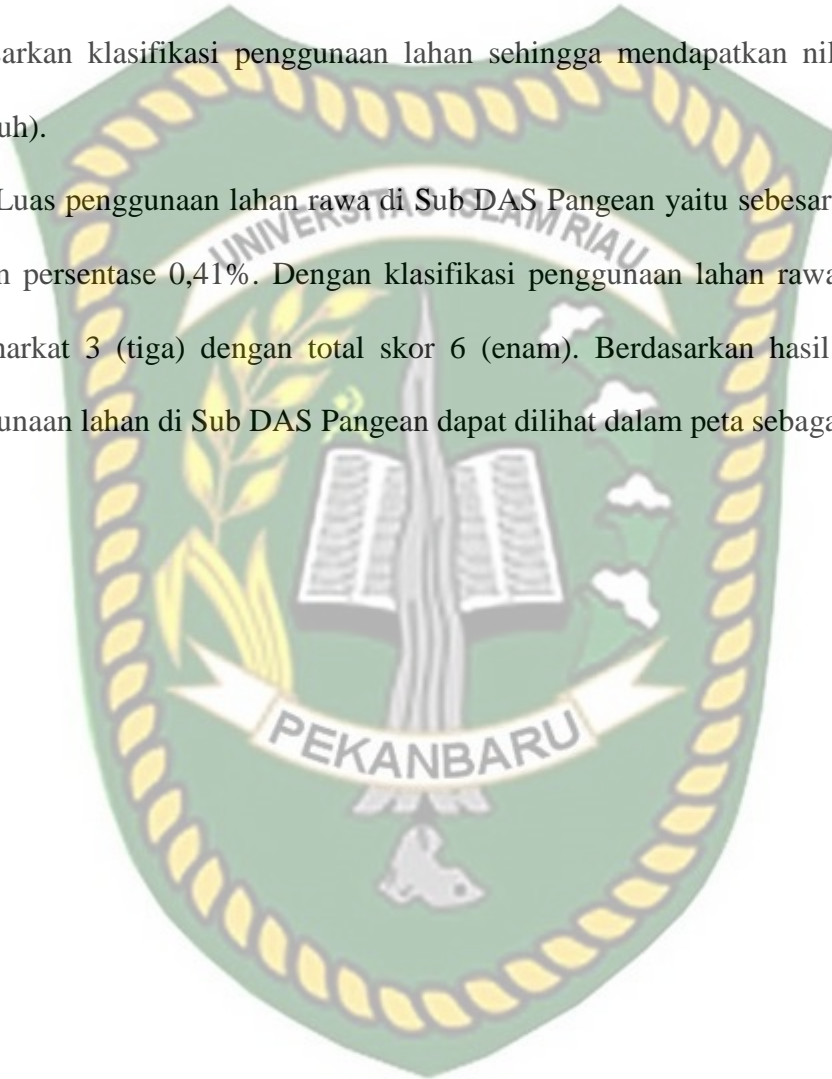 arkan klasifikasi penggunaan lahan sehingga mendapatkan nil
uh).
Luas penggunaan lahan rawa di Sub DAS Pangean yaitu sebesar
n persentase 0,41%. Dengan klasifikasi penggunaan lahan rawa
harkat 3 (tiga) dengan total skor 6 (enam). Berdasarkan hasil
unaan lahan di Sub DAS Pangean dapat dilihat dalam peta sebaga
UNIVERSITAS ISLAM RIAU
PEKANBARU